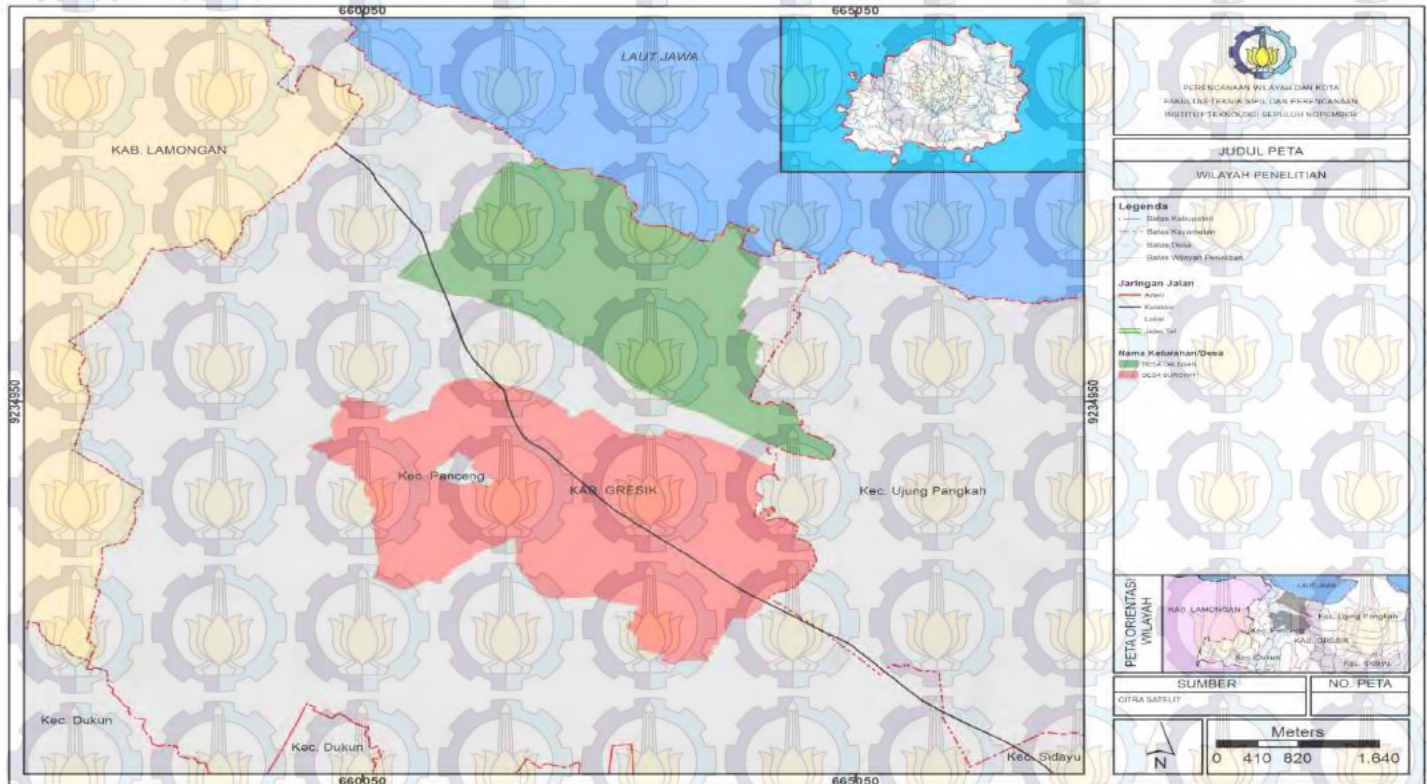 660050
665050
LAUT JAWA
KAB. LAMONGAN
9234950
9234950
Kec. Panceng
KAB. GRESIK
Kec. Ujung Pangkah
Kec. Dukun
Kec. Dukun
Kec. Sidayu
660050
665050
PERENCANAAN WILAYAH DAN KOTA
FAKULTAS TEKNIK SIPIL DAN PERENCANAAN
INSTITUT TEKNOLOGI SEPULUH NOPEMBER
JUDUL PETA
WILAYAH PENELITIAN
Legenda
Batas Kabupaten
Batas Kecamatan
Batas Desa
Batas Wilayah Penelitian
Jaringan Jalan
Arteri
Kolektor
Lokal
Jalan Tol
Nama Kelurahan/Desa
DESA
DESA
PETA ORIENTASI
WILAYAH
LAUT JAWA
KAB. LAMONGAN
Kec. Ujung Pangkah
KAB. GRESIK
Kec. Dukun
Kec. Sidayu
SUMBER
NO. PETA
CITRA SATELIT
N
Meters
0 410 820 1.640